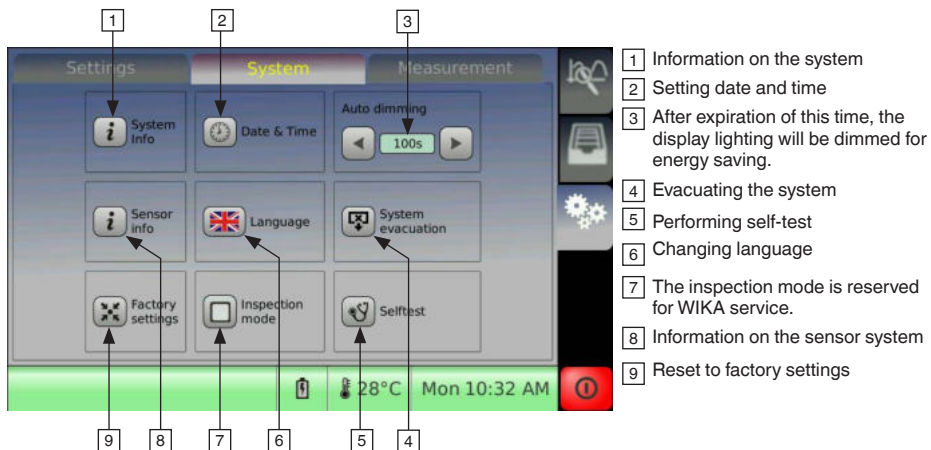 1 2 3
Settings System Measurement
Auto dimming
i System
Info
Date & Time
100s
i Sensor
info
Language
System
evacuation
Factory
settings
Inspection
mode
Selftest
28°C Mon 10:32 AM
9 8 7 6 5 4
1 Information on the system
2 Setting date and time
3 After expiration of this time, the
display lighting will be dimmed for
energy saving.
4 Evacuating the system
5 Performing self-test
6 Changing language
7 The inspection mode is reserved
for WIKA service.
8 Information on the sensor system
9 Reset to factory settings